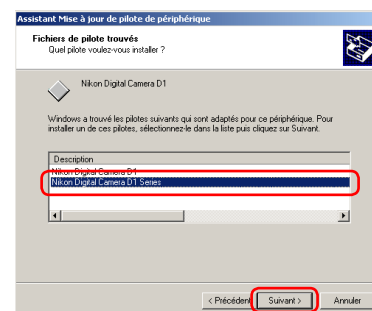 Assistant Mise à jour de pilote de périphérique
Fichiers de pilote trouvés
Quel pilote voulez-vous installer ?
Nikon Digital Camera D1
Windows a trouvé les pilotes suivants qui sont adaptés pour ce périphérique. Pour
installer un de ces pilotes, sélectionnez-le dans la liste puis cliquez sur Suivant.
Description
Nikon Digital Camera D1
Nikon Digital Camera D1 Series
< Précédent
Suivant >
Annuler